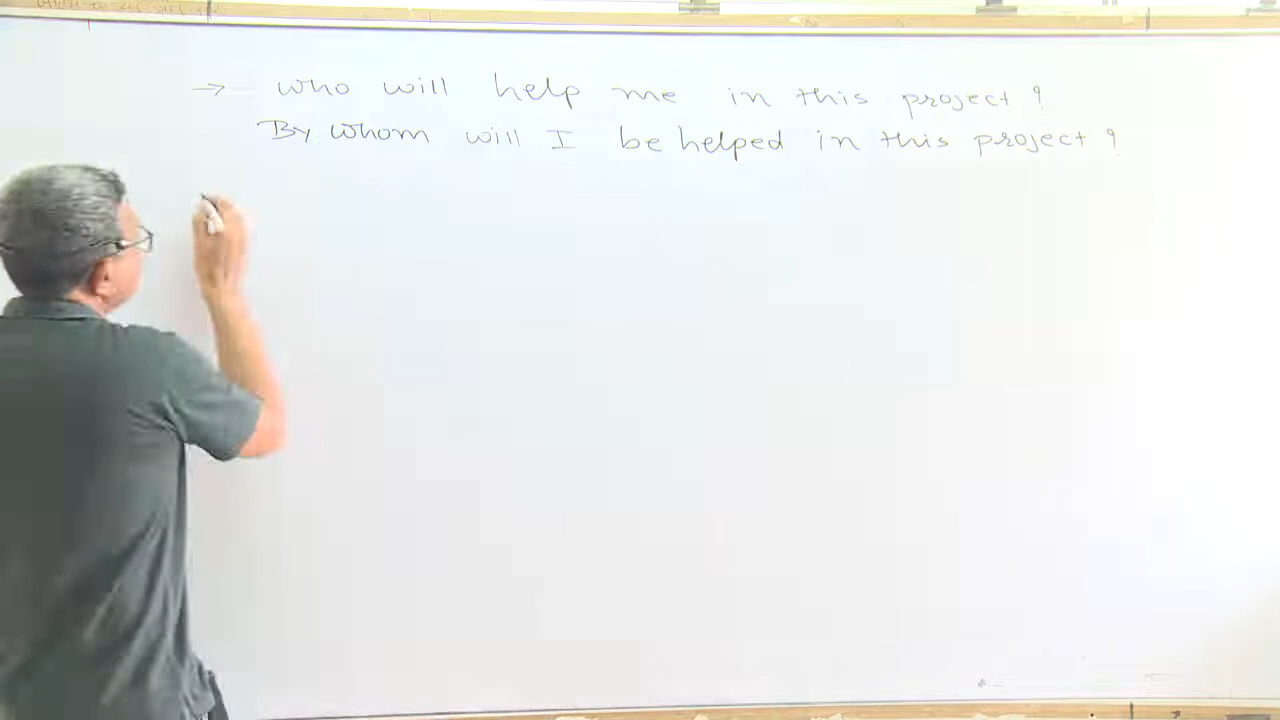 → who will help me in this project ?
By whom will I be helped in this project ?